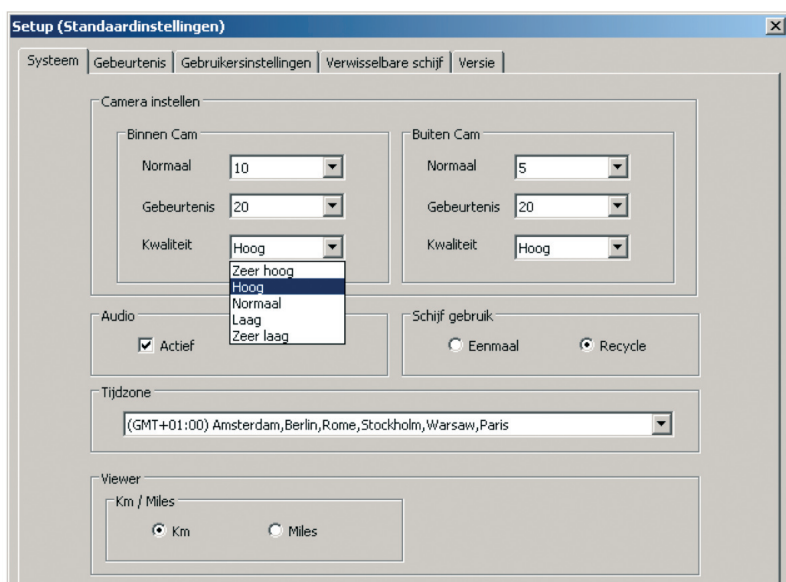 Setup (Standaardinstellingen)
Systeem Gebeurtenis Gebruikersinstellingen Verwisselbare schijf Versie
Camera instellen
Binnen Cam Buiten Cam
Normaal 10 Normaal 5
Gebeurtenis 20 Gebeurtenis 20
Kwaliteit Hoog Kwaliteit Hoog
Zeer hoog
Hoog
Normaal
Laag
Zeer laag
Audio Schijf gebruik
Actief Eenmaal Recycle
Tijdzone
(GMT+01:00) Amsterdam,Berlin,Rome,Stockholm,Warsaw,Paris
Viewer
Km / Miles
Km Miles